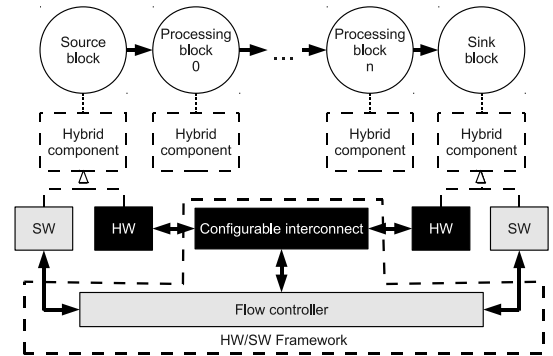 Source
block
Processing
block
0
...
Processing
block
n
Sink
block
Hybrid
component
Hybrid
component
Hybrid
component
Hybrid
component
SW
HW
Configurable interconnect
HW
SW
Flow controller
HW/SW Framework